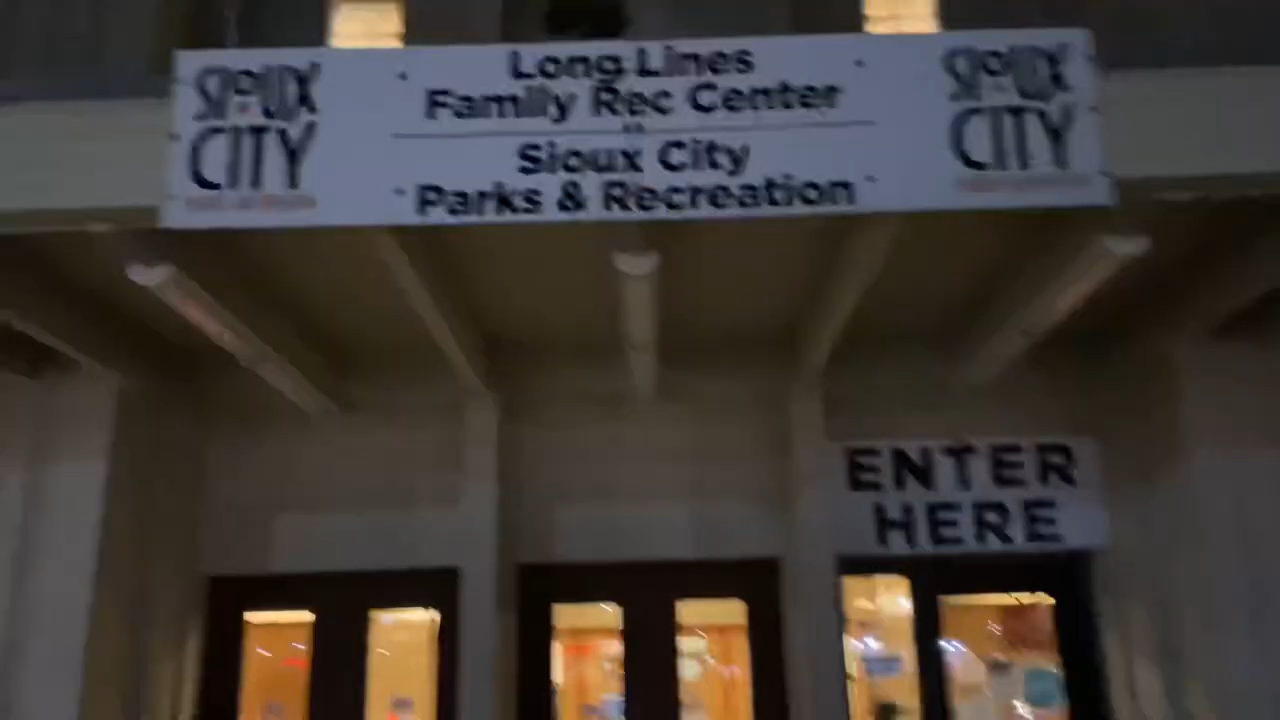 SIOUX
CITY
Long Lines
Family Rec Center
Sioux City
Parks & Recreation
SIOUX
CITY
ENTER
HERE